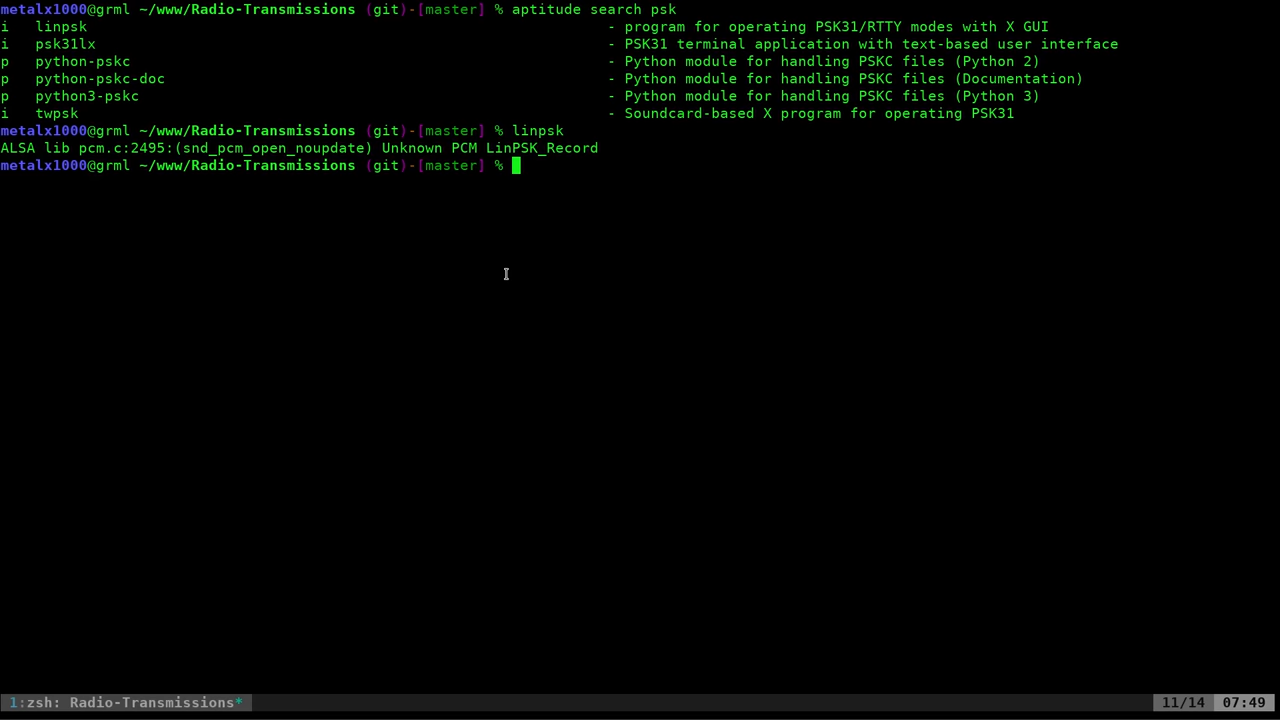 metalx1000@grml ~/www/Radio-Transmissions (git)-[master] % aptitude search psk
i   linpsk                                                            - program for operating PSK31/RTTY modes with X GUI
i   psk31lx                                                           - PSK31 terminal application with text-based user interface
p   python-pskc                                                       - Python module for handling PSKC files (Python 2)
p   python-pskc-doc                                                   - Python module for handling PSKC files (Documentation)
p   python3-pskc                                                      - Python module for handling PSKC files (Python 3)
i   twpsk                                                             - Soundcard-based X program for operating PSK31
metalx1000@grml ~/www/Radio-Transmissions (git)-[master] % linpsk
ALSA lib pcm.c:2495:(snd_pcm_open_noupdate) Unknown PCM LinPSK_Record
metalx1000@grml ~/www/Radio-Transmissions (git)-[master] %
1:zsh: Radio-Transmissions* 11/14 07:49